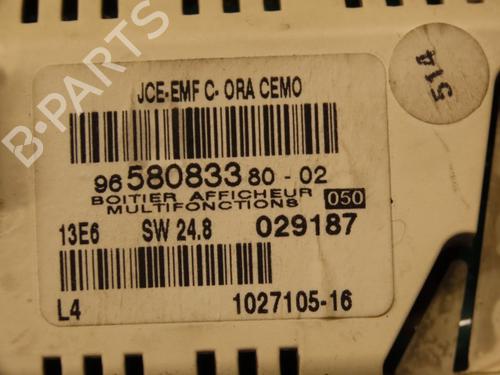 B-PARTS
JCE-EMF C- ORA CEMO
96 580833 80 - 02
BOITIER AFFICHEUR
MULTIFONCTIONS 050
13E6 SW 24.8 029187
L4 1027105-16
514